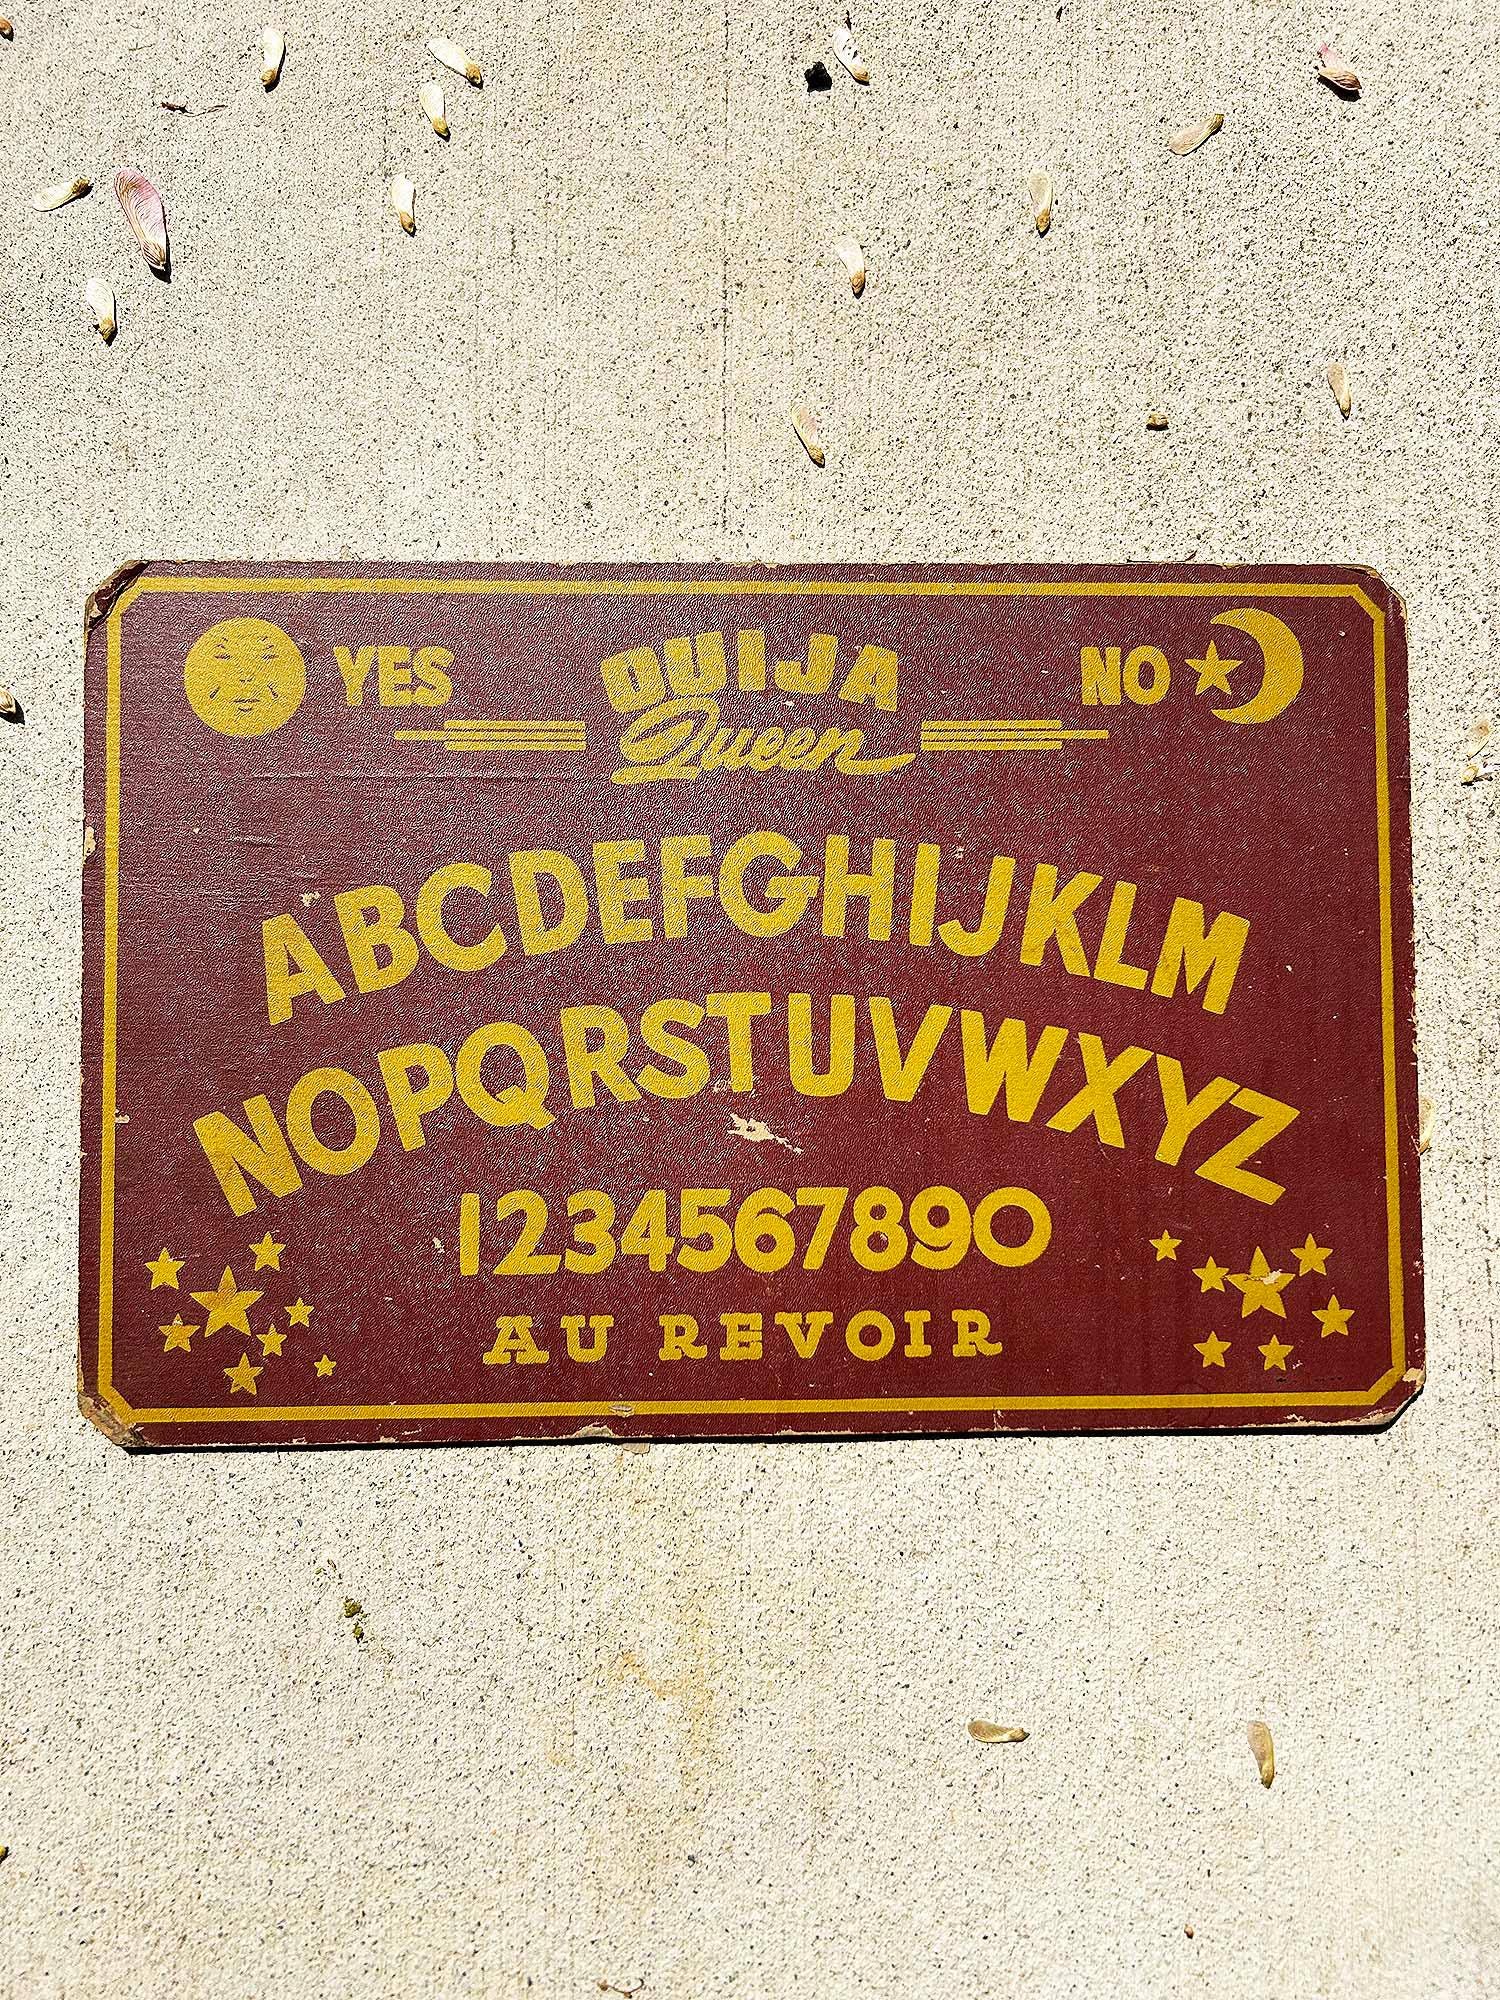 YES OUIJA NO
Queen
ABCDEFGHIJKLM
NOPQRSTUVWXYZ
1234567890
AU REVOIR